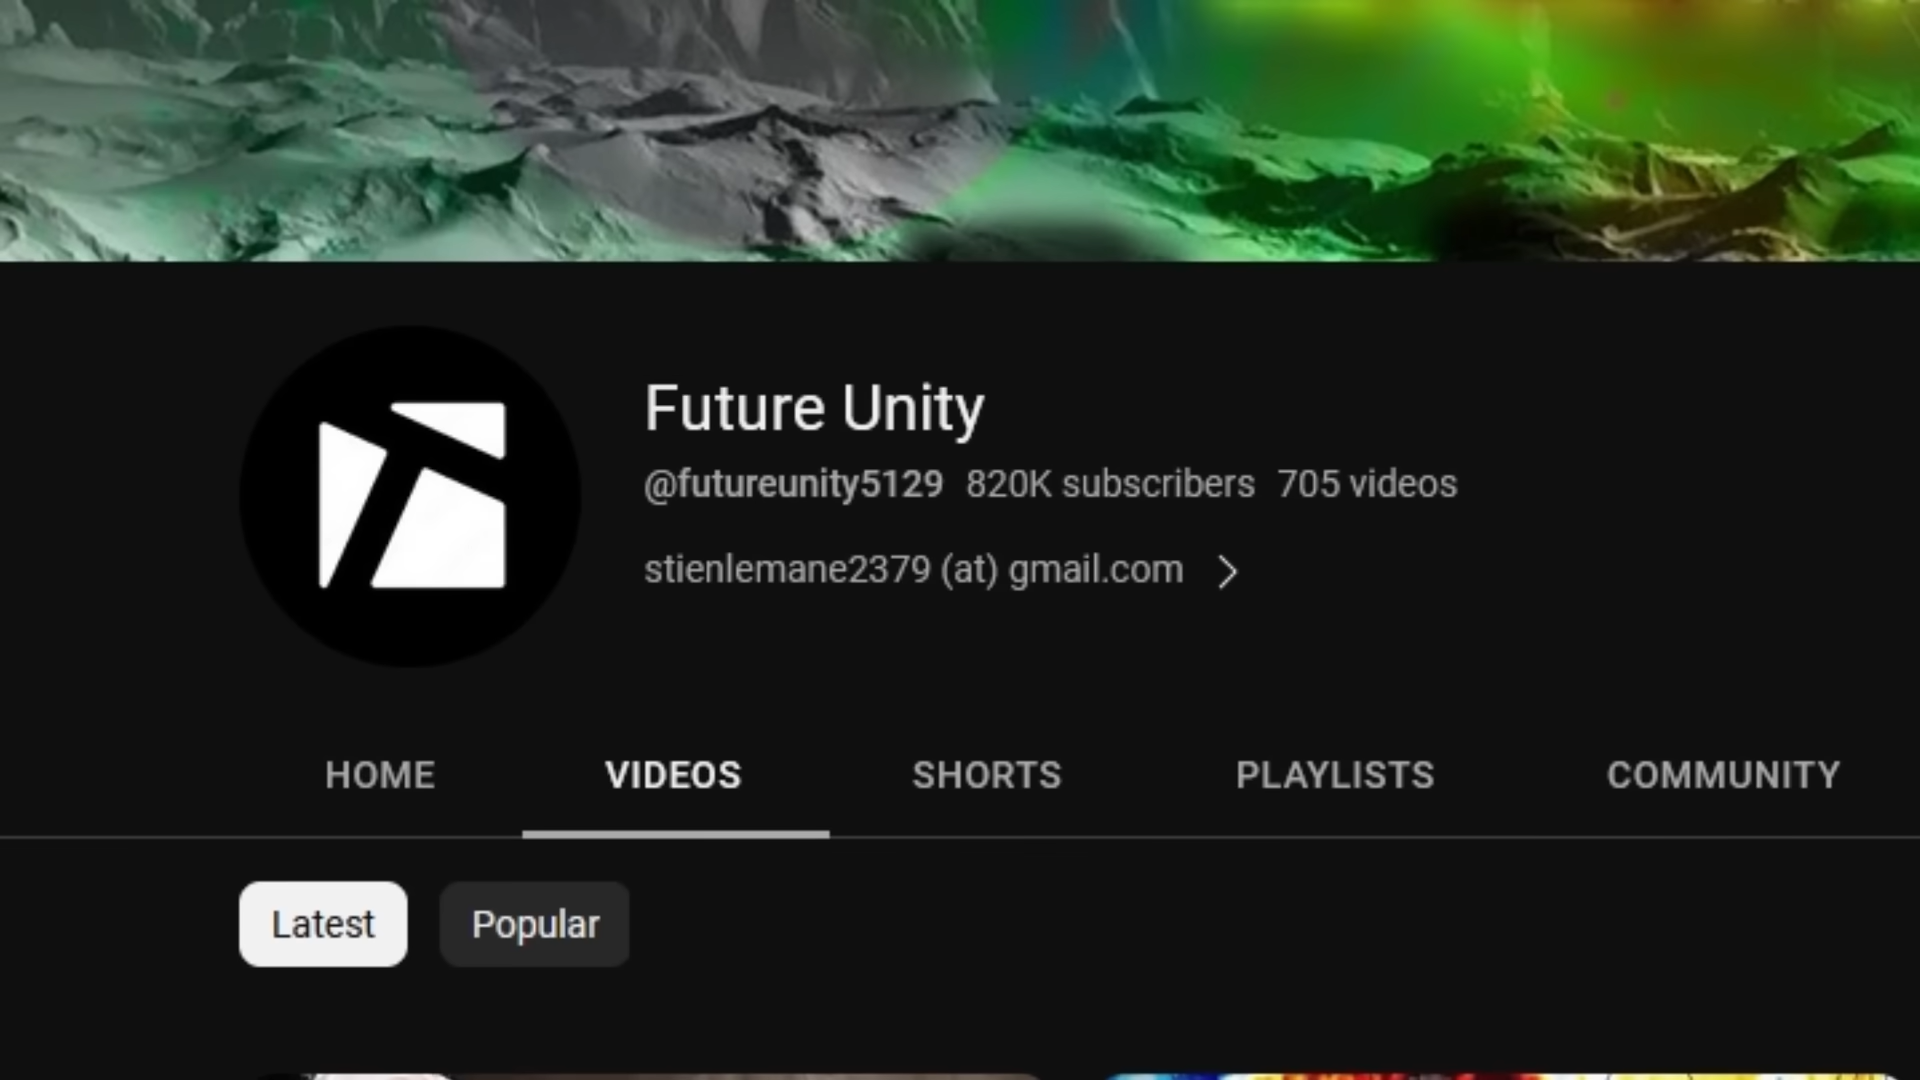 Future Unity
@futureunity5129 820K subscribers 705 videos
stienlemane2379 (at) gmail.com
HOME VIDEOS SHORTS PLAYLISTS COMMUNITY
Latest Popular